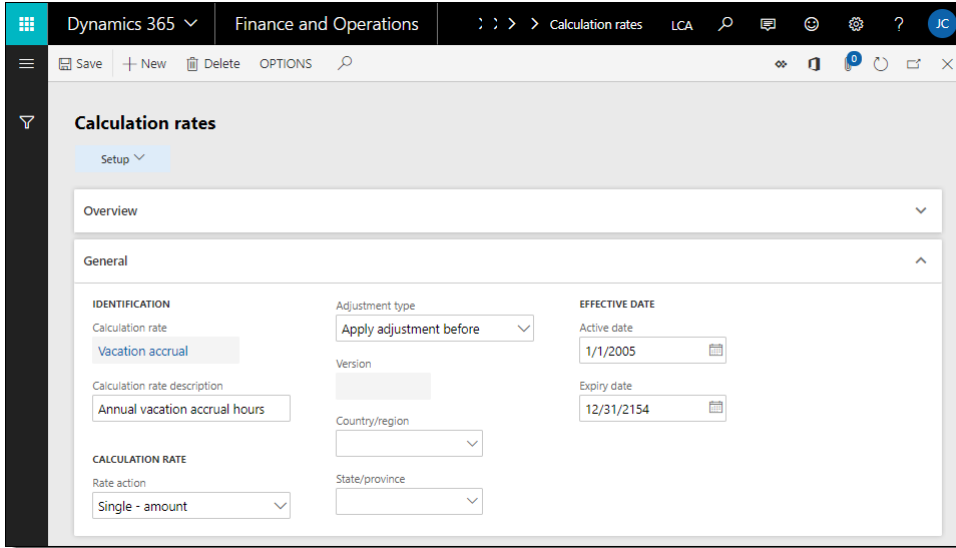 Dynamics 365 Finance and Operations Calculation rates LCA ? JC
Save + New Delete OPTIONS 0
Calculation rates
Setup
Overview
General
IDENTIFICATION
Calculation rate
Vacation accrual
Calculation rate description
Annual vacation accrual hours
CALCULATION RATE
Rate action
Single - amount
Adjustment type
Apply adjustment before
Version
Country/region
State/province
EFFECTIVE DATE
Active date
1/1/2005
Expiry date
12/31/2154